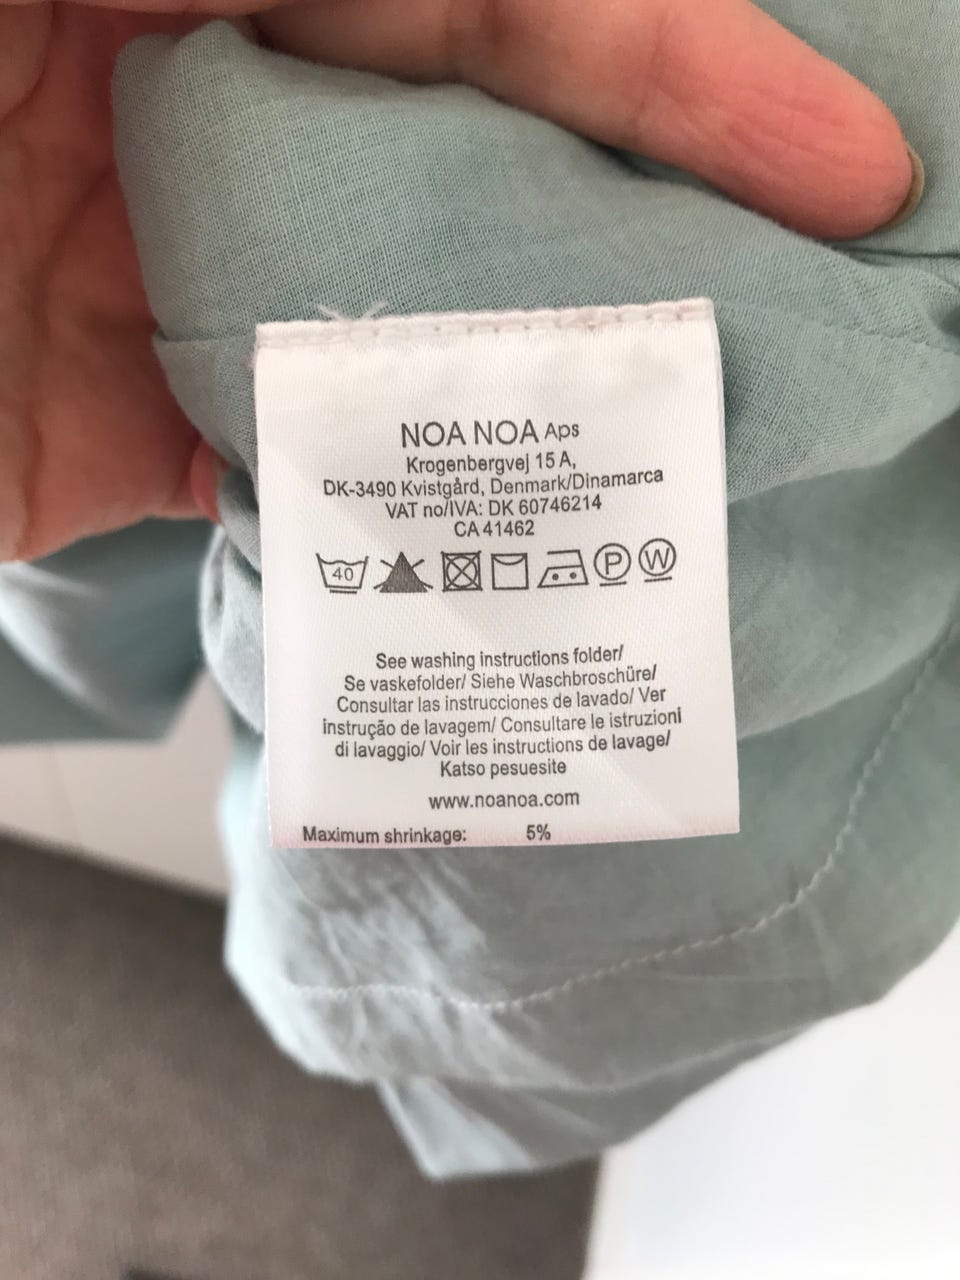 NOA NOA Aps
Krogenbergvej 15 A,
DK-3490 Kvistgård, Denmark/Dinamarca
VAT no/IVA: DK 60746214
CA 41462
40 P W
See washing instructions folder/
Se vaskefolder/ Siehe Waschbroschüre/
Consultar las instrucciones de lavado/ Ver
instrução de lavagem/ Consultare le istruzioni
di lavaggio/ Voir les instructions de lavage/
Katso pesuesite
www.noanoa.com
Maximum shrinkage: 5%